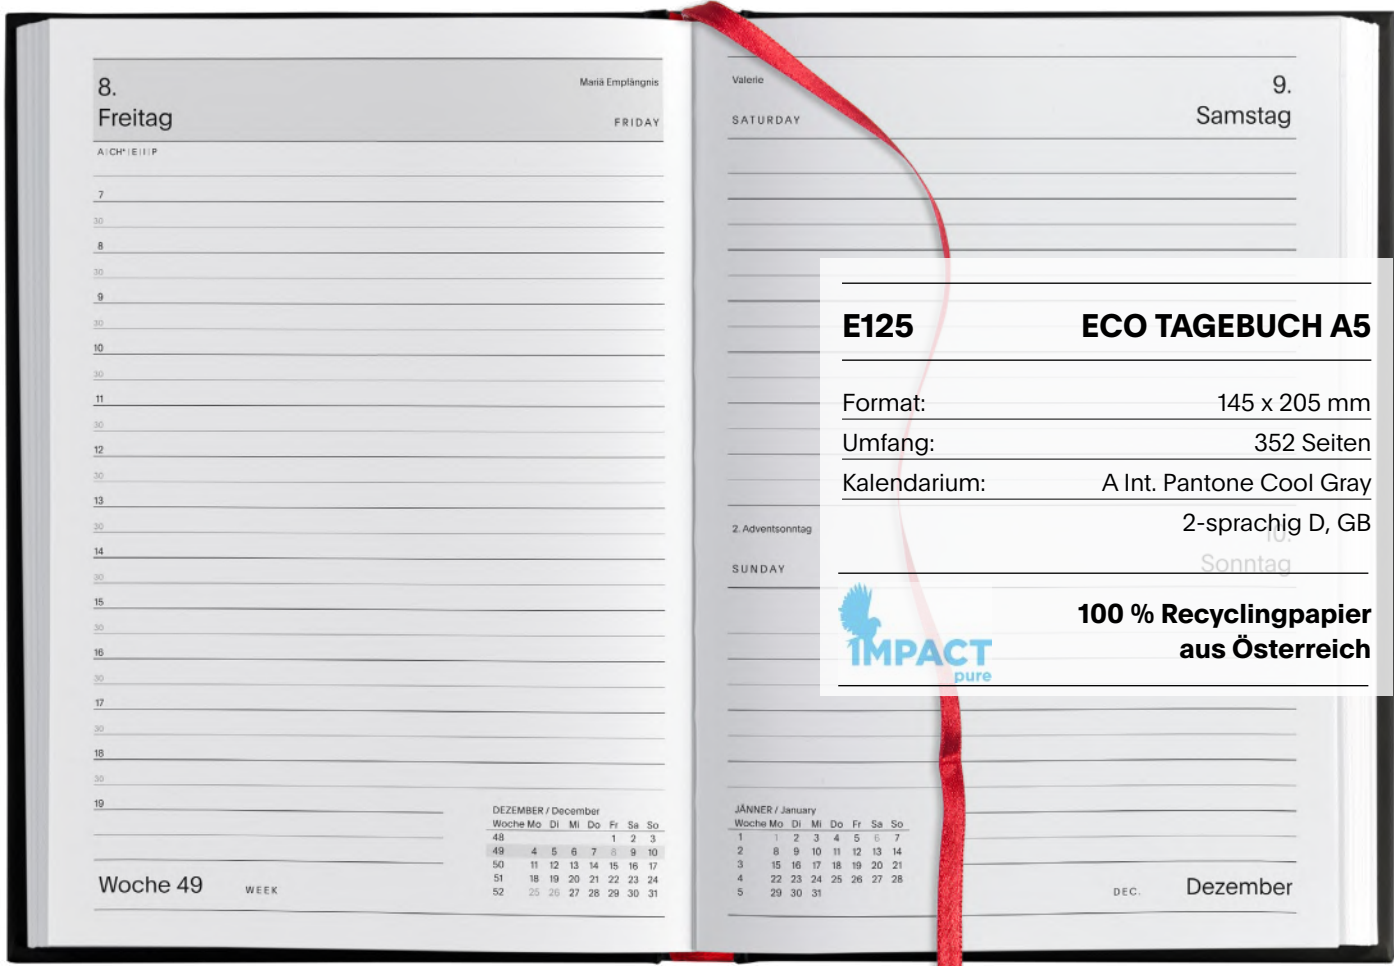 8.
Freitag
Mariä Empfängnis
FRIDAY
A|CH*|E|I|P
7
30
8
30
9
30
10
30
11
30
12
30
13
30
14
30
15
30
16
30
17
30
18
30
19
DEZEMBER / December
Woche Mo Di Mi Do Fr Sa So
48 1 2 3
49 4 5 6 7 8 9 10
50 11 12 13 14 15 16 17
51 18 19 20 21 22 23 24
52 25 26 27 28 29 30 31
Woche 49 WEEK
Valerie
9.
SATURDAY
Samstag
2. Adventsonntag
10.
SUNDAY
Sonntag
JÄNNER / January
Woche Mo Di Mi Do Fr Sa So
1 1 2 3 4 5 6 7
2 8 9 10 11 12 13 14
3 15 16 17 18 19 20 21
4 22 23 24 25 26 27 28
5 29 30 31
DEC. Dezember
E125 ECO TAGEBUCH A5
Format: 145 x 205 mm
Umfang: 352 Seiten
Kalendarium: A Int. Pantone Cool Gray
2-sprachig D, GB
IMPACT
pure
100 % Recyclingpapier
aus Österreich